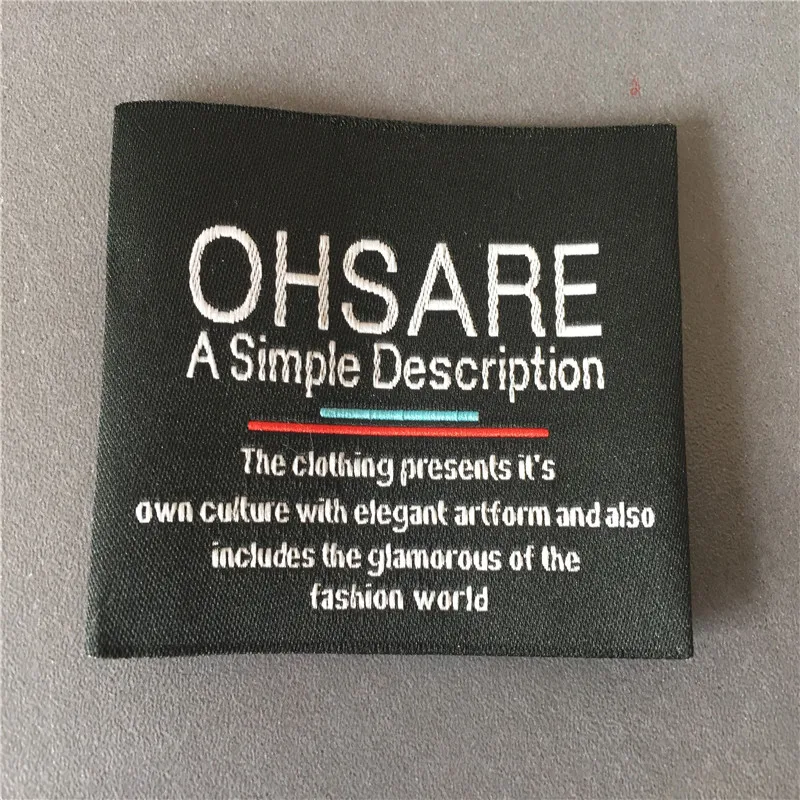 OHSARE
A Simple Description
The clothing presents it's
own culture with elegant artform and also
includes the glamorous of the
fashion world